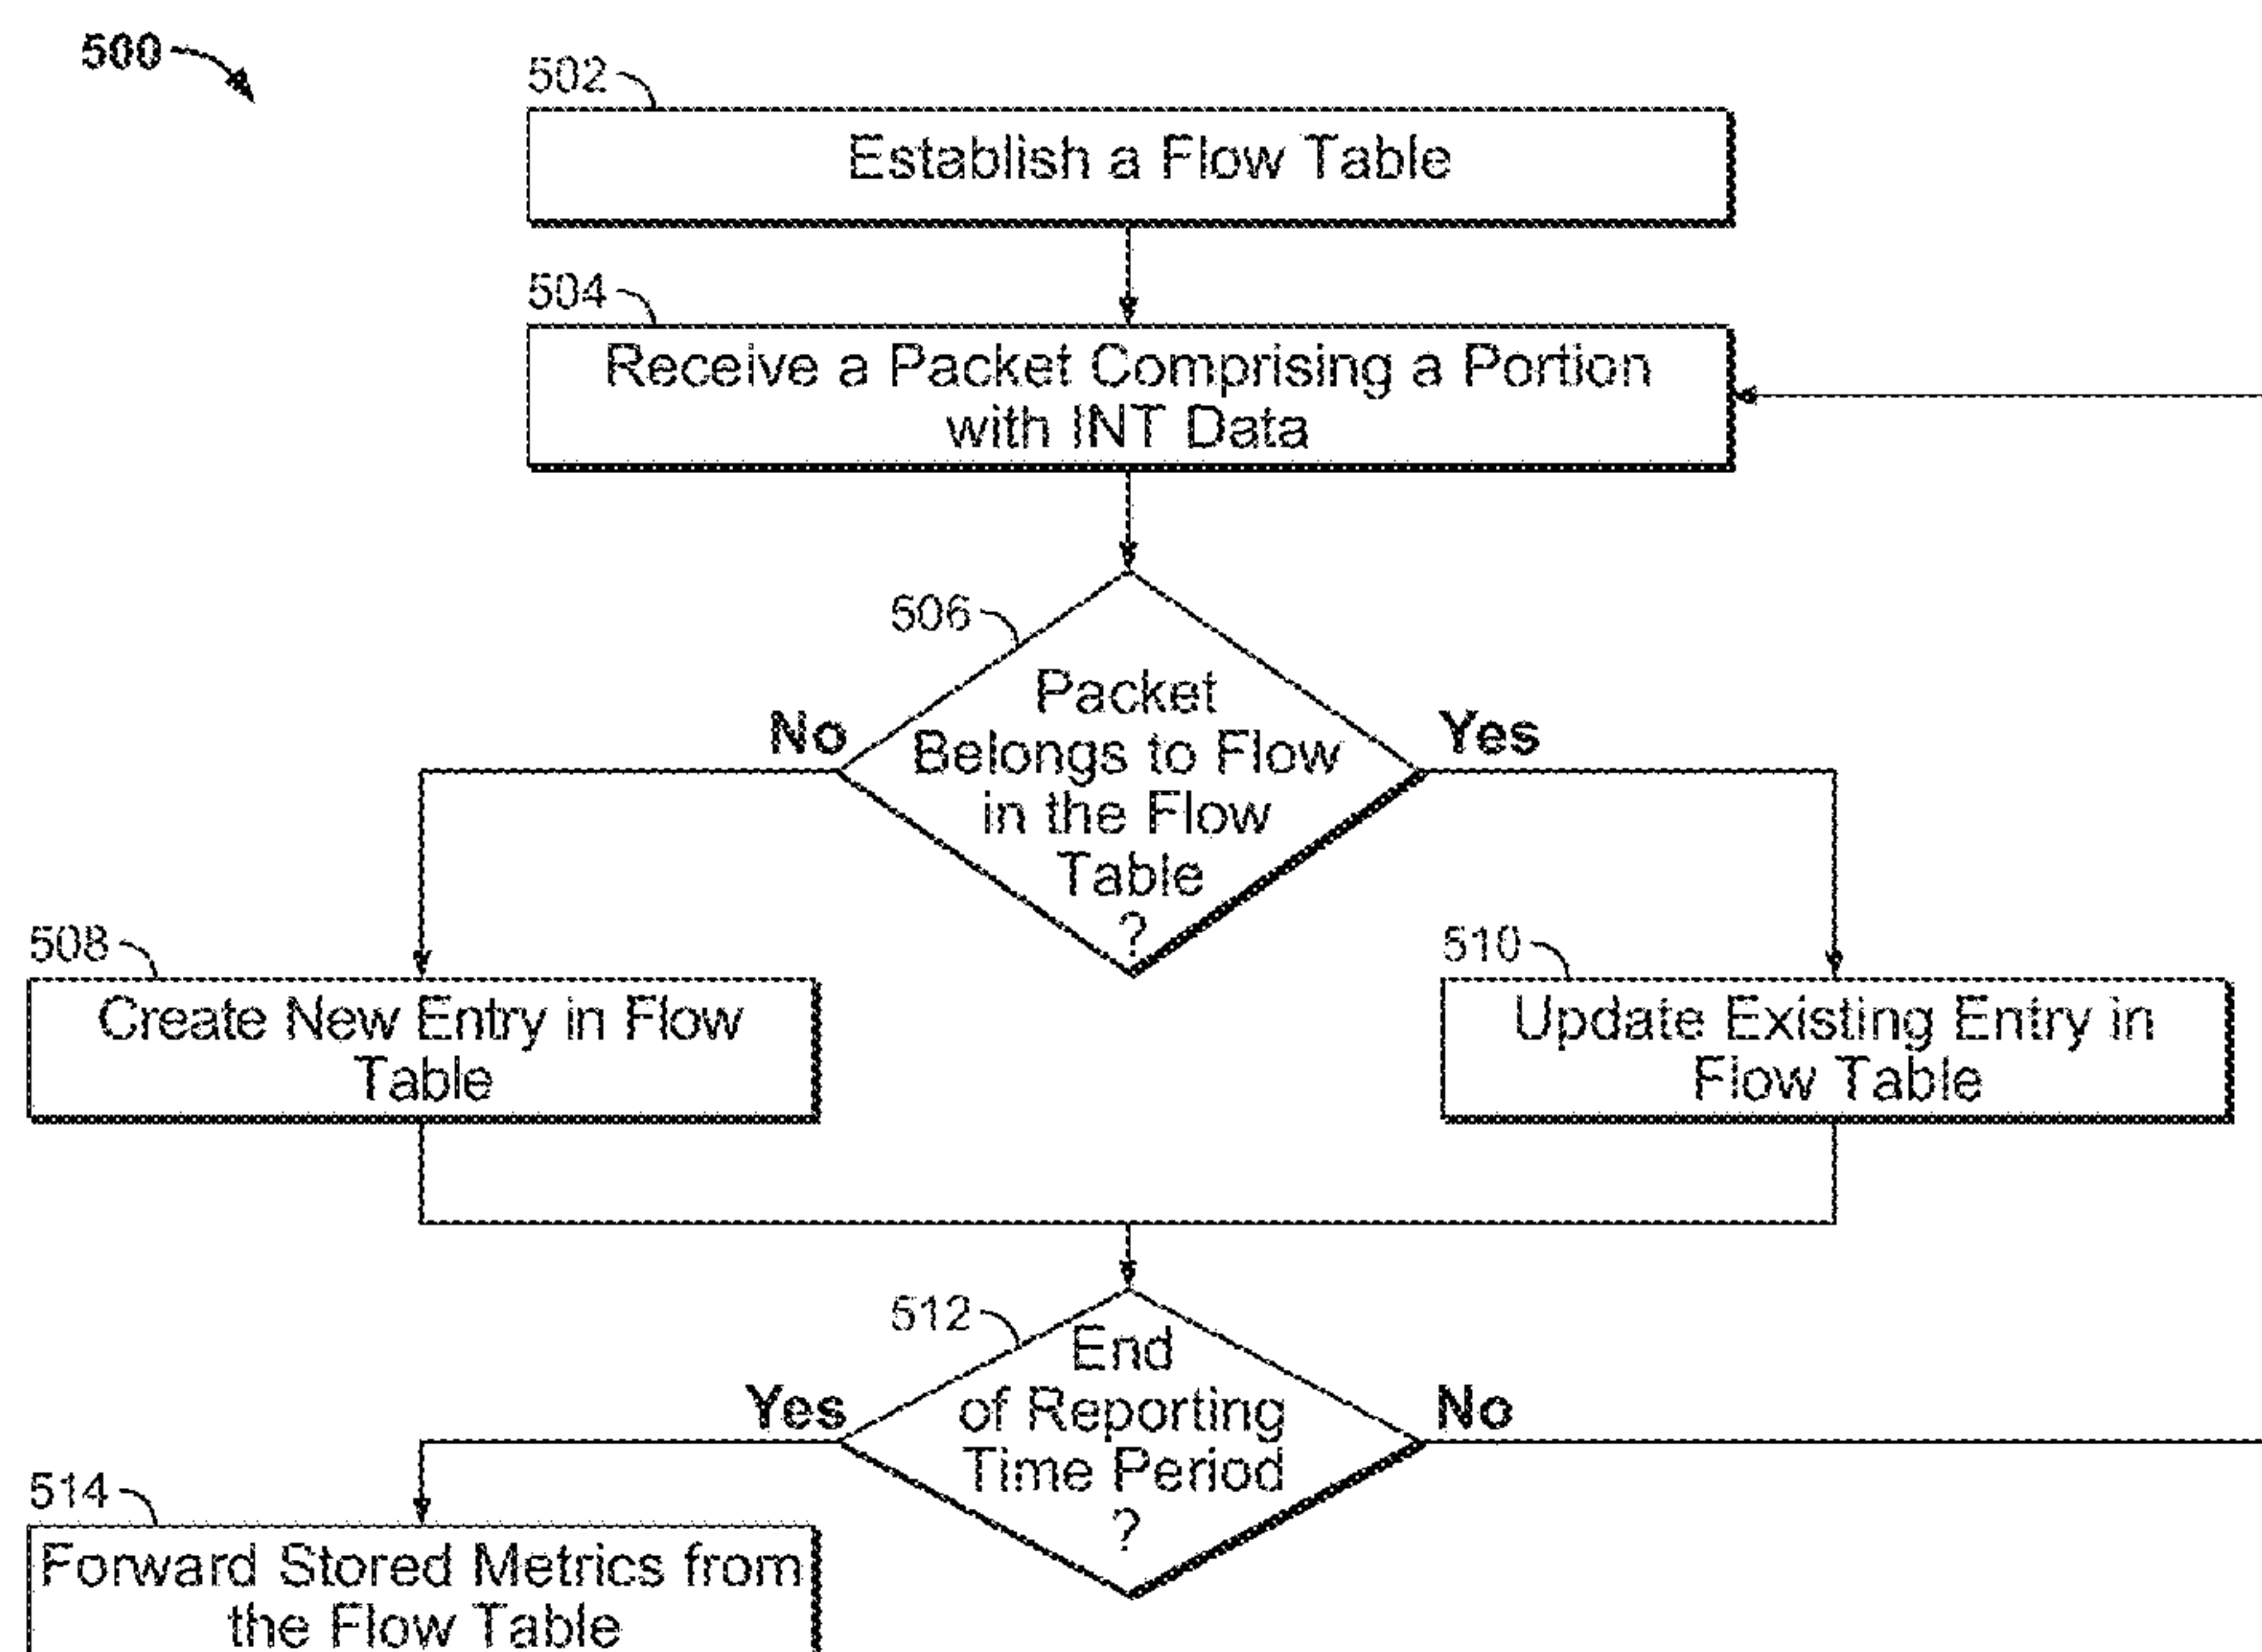 500
502
Establish a Flow Table
504
Receive a Packet Comprising a Portion
with INT Data
506
Packet
Belongs to Flow
in the Flow
Table
?
No
Yes
508
Create New Entry in Flow
Table
510
Update Existing Entry in
Flow Table
512
End
of Reporting
Time Period
?
Yes
No
514
Forward Stored Metrics from
the Flow Table